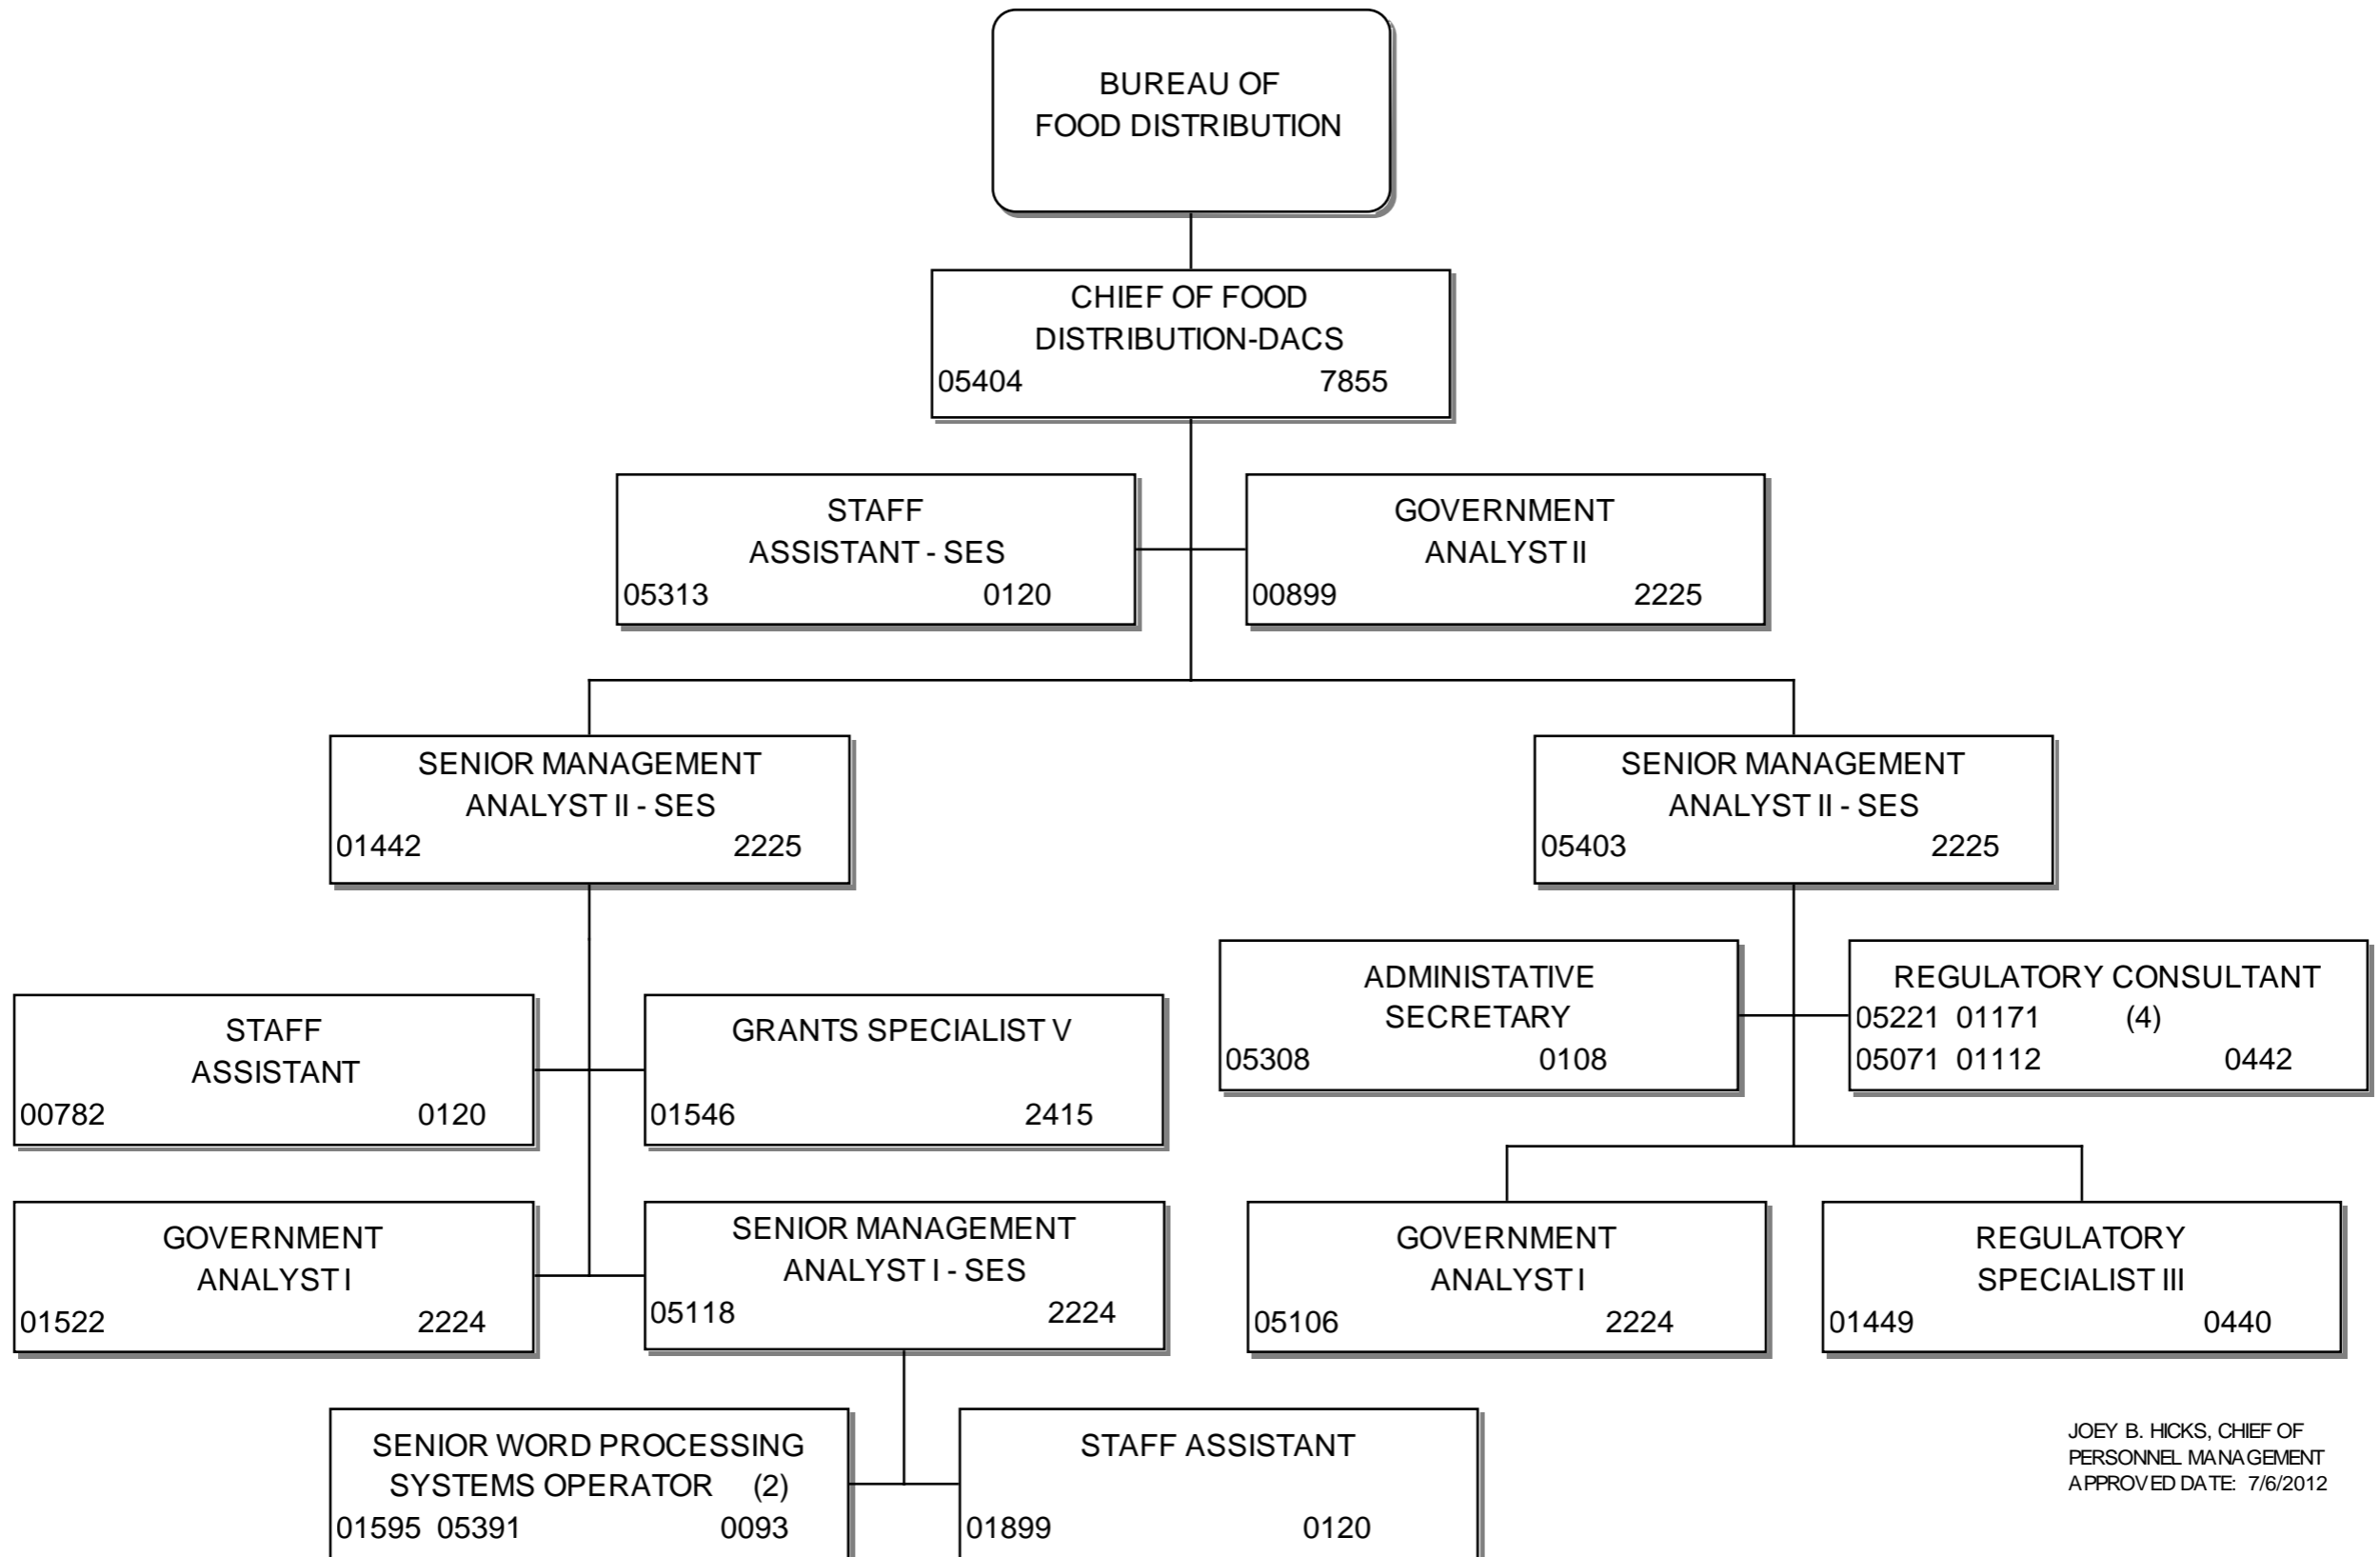 BUREAU OF
FOOD DISTRIBUTION
CHIEF OF FOOD
DISTRIBUTION-DACS
05404 7855
STAFF
ASSISTANT - SES
05313 0120
GOVERNMENT
ANALYST II
00899 2225
SENIOR MANAGEMENT
ANALYST II - SES
01442 2225
SENIOR MANAGEMENT
ANALYST II - SES
05403 2225
STAFF
ASSISTANT
00782 0120
GRANTS SPECIALIST V
01546 2415
ADMINISTATIVE
SECRETARY
05308 0108
REGULATORY CONSULTANT
05221 01171 (4)
05071 01112 0442
GOVERNMENT
ANALYST I
01522 2224
SENIOR MANAGEMENT
ANALYST I - SES
05118 2224
GOVERNMENT
ANALYST I
05106 2224
REGULATORY
SPECIALIST III
01449 0440
SENIOR WORD PROCESSING
SYSTEMS OPERATOR (2)
01595 05391 0093
STAFF ASSISTANT
01899 0120
JOEY B. HICKS, CHIEF OF
PERSONNEL MANAGEMENT
APPROVED DATE: 7/6/2012